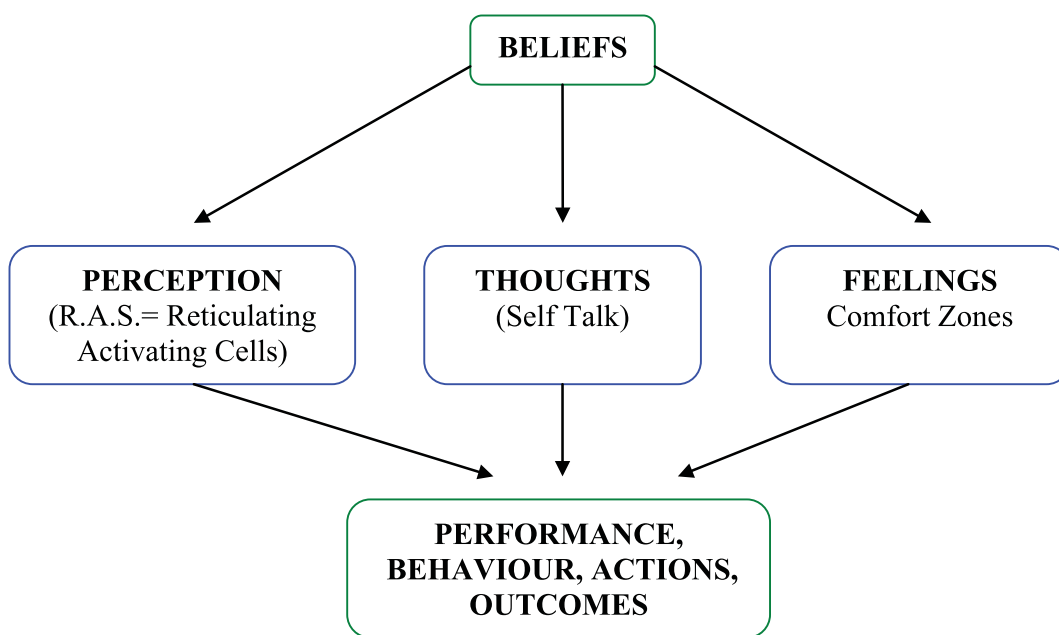 BELIEFS
PERCEPTION
(R.A.S.= Reticulating
Activating Cells)
THOUGHTS
(Self Talk)
FEELINGS
Comfort Zones
PERFORMANCE,
BEHAVIOUR, ACTIONS,
OUTCOMES